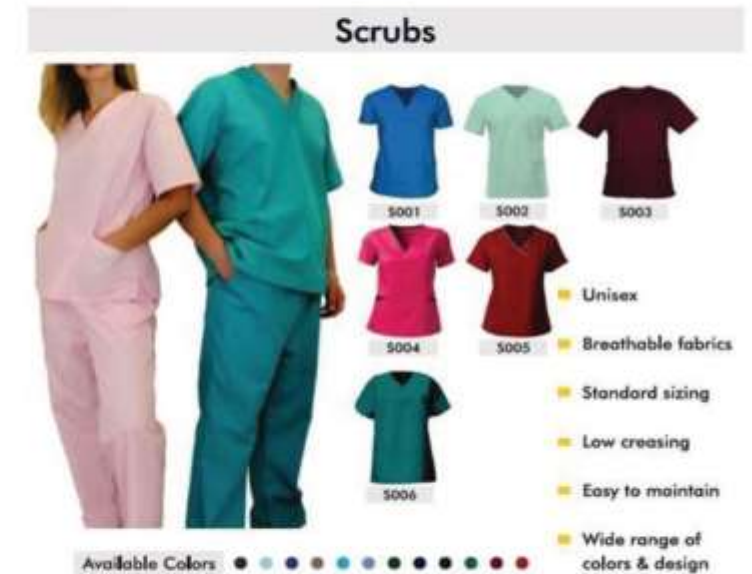 Scrubs
S001
S002
S003
S004
S005
S006
Unisex
Breathable fabrics
Standard sizing
Low creasing
Easy to maintain
Wide range of
colors & design
Available Colors